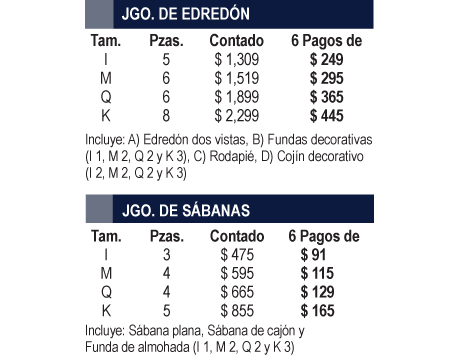 JGO. DE EDREDÓN
Tam. Pzas. Contado 6 Pagos de
I 5 $ 1,309 $ 249
M 6 $ 1,519 $ 295
Q 6 $ 1,899 $ 365
K 8 $ 2,299 $ 445
Incluye: A) Edredón dos vistas, B) Fundas decorativas
(I 1, M 2, Q 2 y K 3), C) Rodapié, D) Cojín decorativo
(I 2, M 2, Q 2 y K 3)
JGO. DE SÁBANAS
Tam. Pzas. Contado 6 Pagos de
I 3 $ 475 $ 91
M 4 $ 595 $ 115
Q 4 $ 665 $ 129
K 5 $ 855 $ 165
Incluye: Sábana plana, Sábana de cajón y
Funda de almohada (I 1, M 2, Q 2 y K 3)